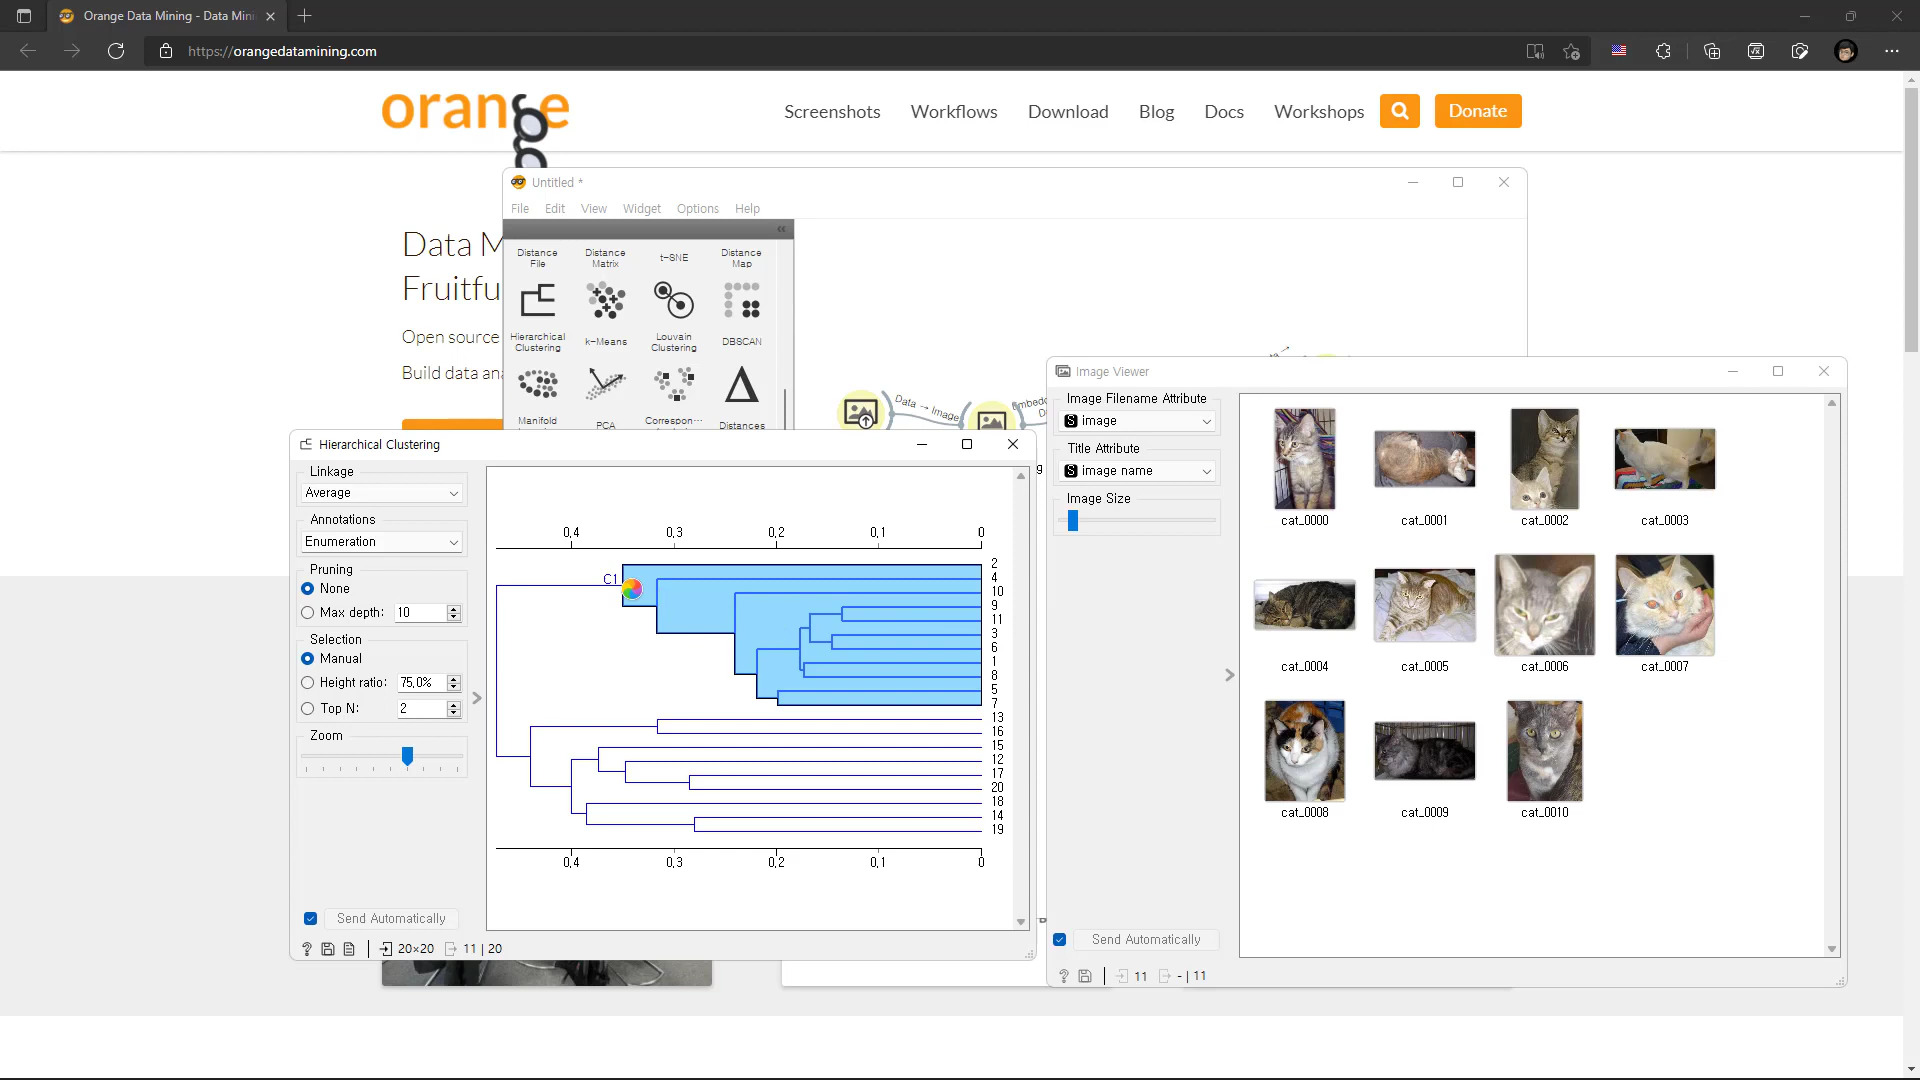 Orange Data Mining - Data Mini
https://orangedatamining.com
orange
Screenshots Workflows Download Blog Docs Workshops Donate
Data M
Fruitfu
Open source
Build data ana
Untitled *
File Edit View Widget Options Help
Distance File
Distance Matrix
t-SNE
Distance Map
Hierarchical Clustering
k-Means
Louvain Clustering
DBSCAN
Manifold
PCA
Correspon···
Distances
Data → Image
Embedd
Hierarchical Clustering
Linkage
Average
Annotations
Enumeration
Pruning
None
Max depth: 10
Selection
Manual
Height ratio: 75,0%
Top N: 2
Zoom
Send Automatically
20×20 11 | 20
0,4 0,3 0,2 0,1 0
C1
2
4
10
9
11
3
6
1
8
5
7
13
16
15
12
17
20
18
14
19
0,4 0,3 0,2 0,1 0
Image Viewer
Image Filename Attribute
S image
Title Attribute
S image name
Image Size
Send Automatically
11 - | 11
cat_0000 cat_0001 cat_0002 cat_0003
cat_0004 cat_0005 cat_0006 cat_0007
cat_0008 cat_0009 cat_0010